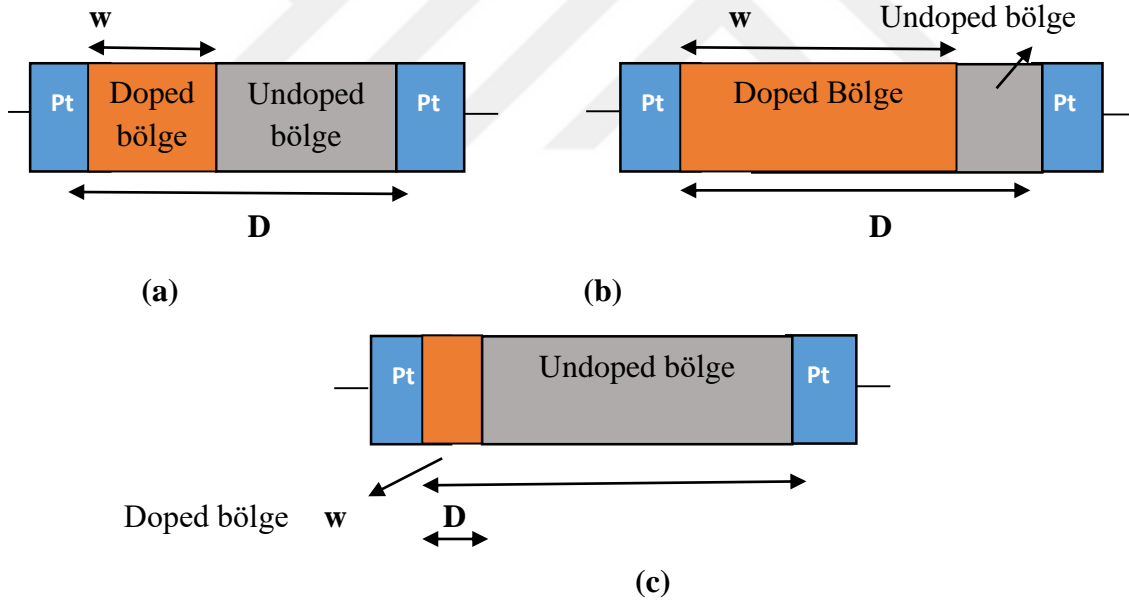 w
Pt
Doped
bölge
Undoped
bölge
Pt
D
(a)
Undoped bölge
w
Pt
Doped Bölge
Pt
D
(b)
Pt
Undoped bölge
Pt
Doped bölge w
D
(c)